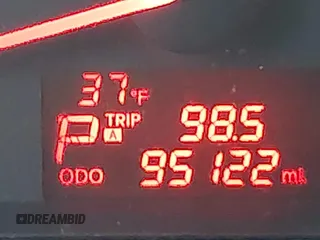 37°F
P TRIP A 98.5
ODO 95122 mi
DREAMBID